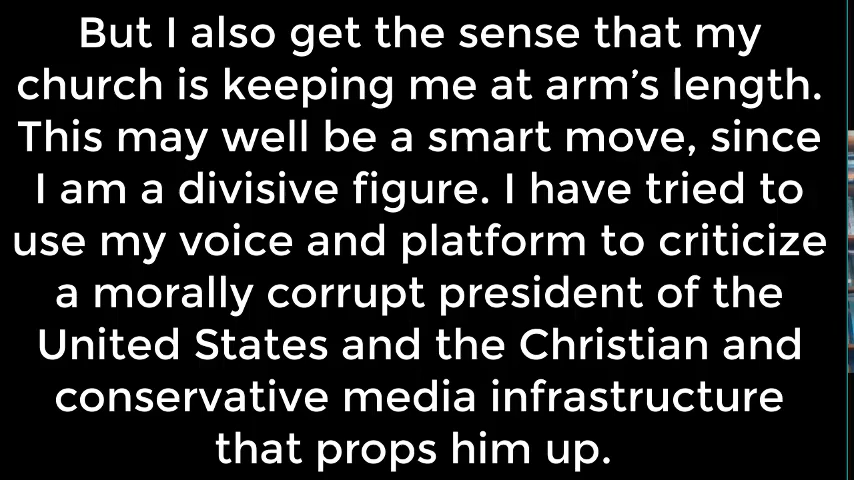 But I also get the sense that my
church is keeping me at arm’s length.
This may well be a smart move, since
I am a divisive figure. I have tried to
use my voice and platform to criticize
a morally corrupt president of the
United States and the Christian and
conservative media infrastructure
that props him up.